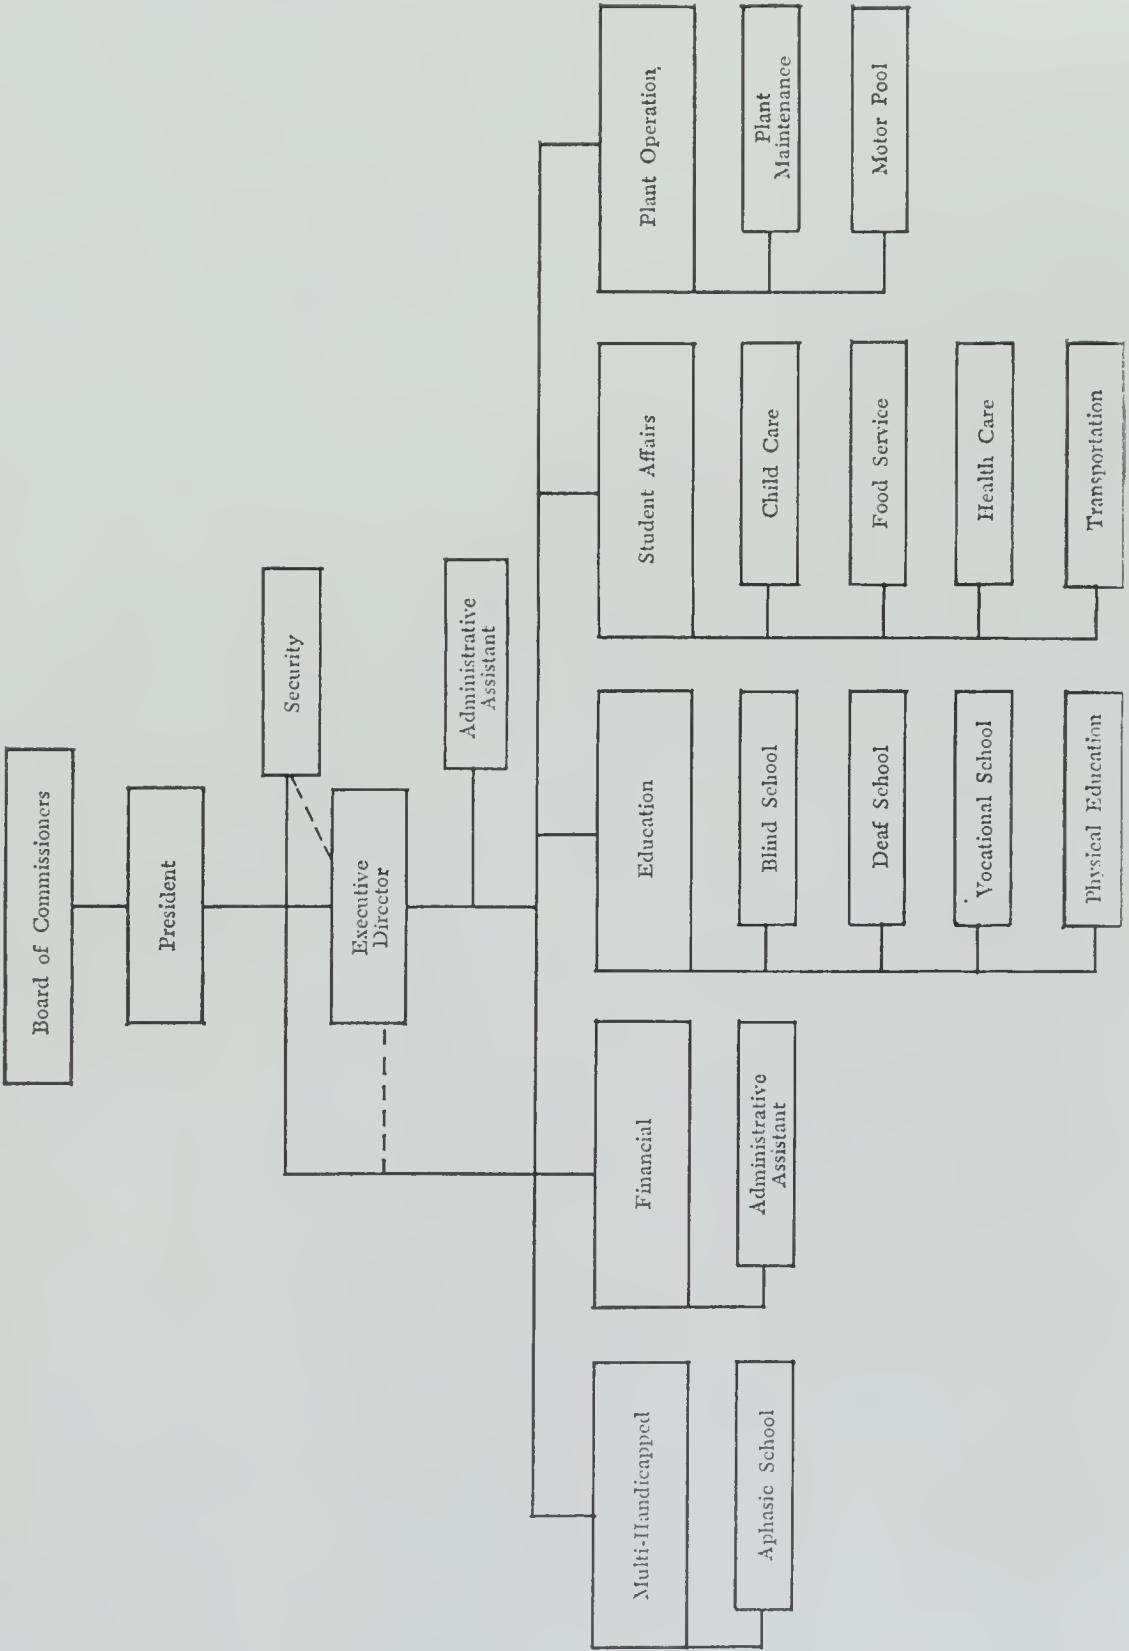 Board of Commissioners
President
Security
Executive
Director
Administrative
Assistant
Multi-Handicapped
Financial
Education
Student Affairs
Plant Operation
Aphasic School
Administrative
Assistant
Blind School
Child Care
Plant
Maintenance
Deaf School
Food Service
Motor Pool
Vocational School
Health Care
Physical Education
Transportation